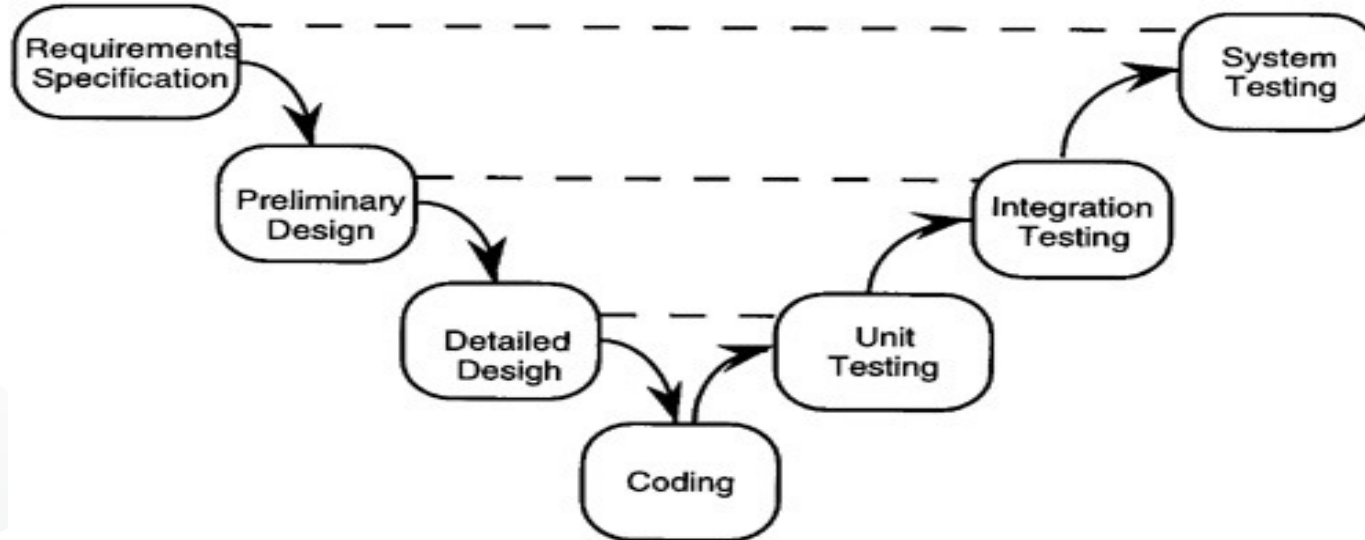 Requirements
Specification
System
Testing
Preliminary
Design
Integration
Testing
Detailed
Desigh
Unit
Testing
Coding